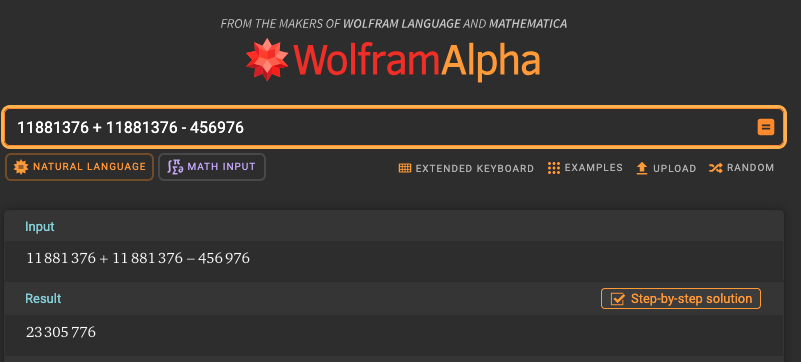 FROM THE MAKERS OF WOLFRAM LANGUAGE AND MATHEMATICA
WolframAlpha
11881376 + 11881376 - 456976 =
NATURAL LANGUAGE ∫π Σ∂ MATH INPUT EXTENDED KEYBOARD EXAMPLES UPLOAD RANDOM
Input
11 881 376 + 11 881 376 − 456 976
Result Step-by-step solution
23 305 776